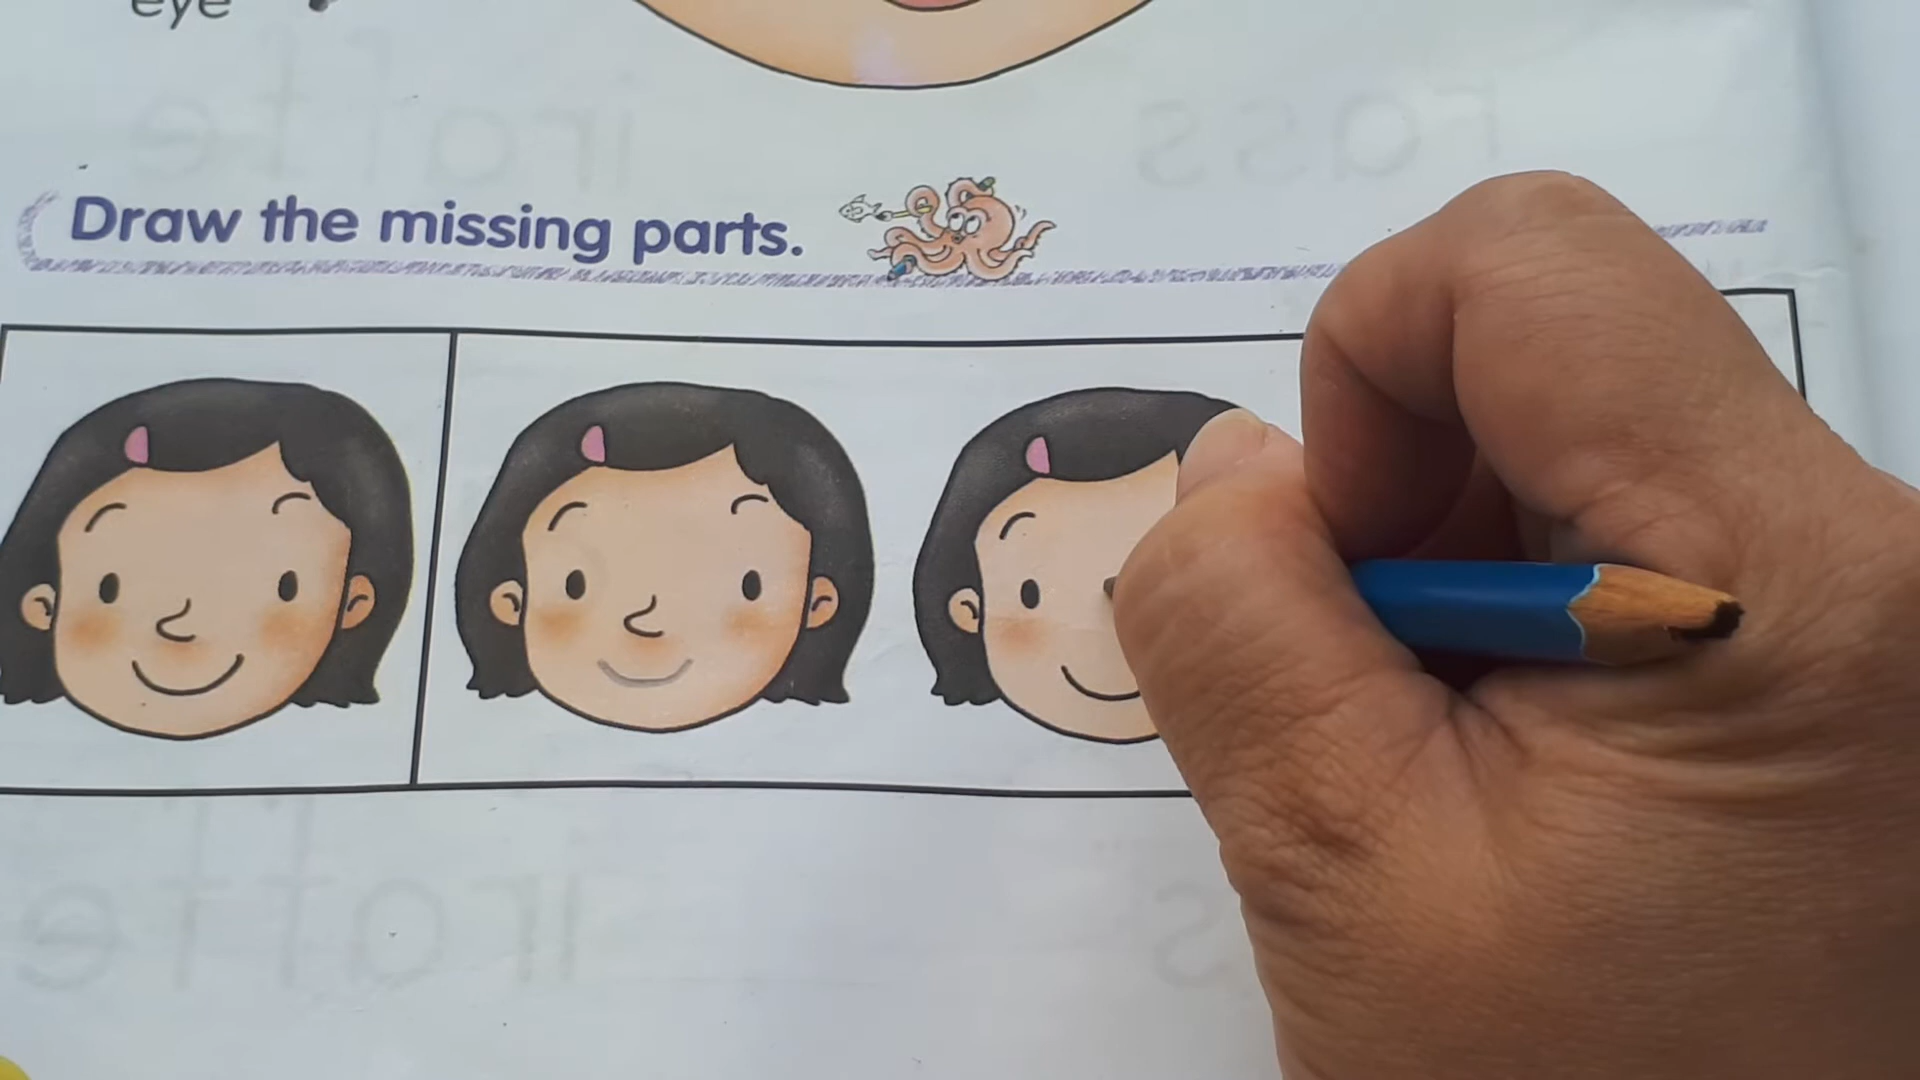 eye
Draw the missing parts.